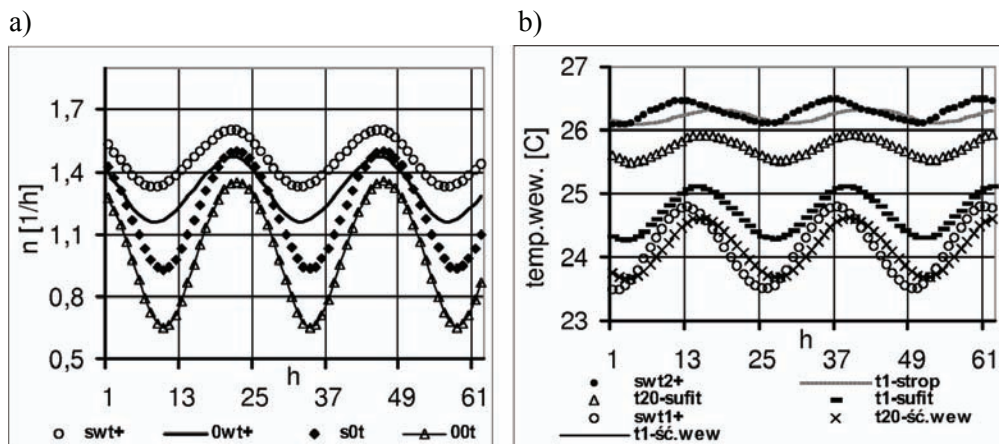 a)
b)
1,7
1,4
1,1
0,8
0,5
n [1/h]
h
1 13 25 37 49 61
swt+ 0wt+ s0t 00t
27
26
25
24
23
temp.wew. [C]
h
1 13 25 37 49 61
swt2+ t1-strop
t20-sufit t1-sufit
swt1+ t20-ść.wew
t1-ść.wew